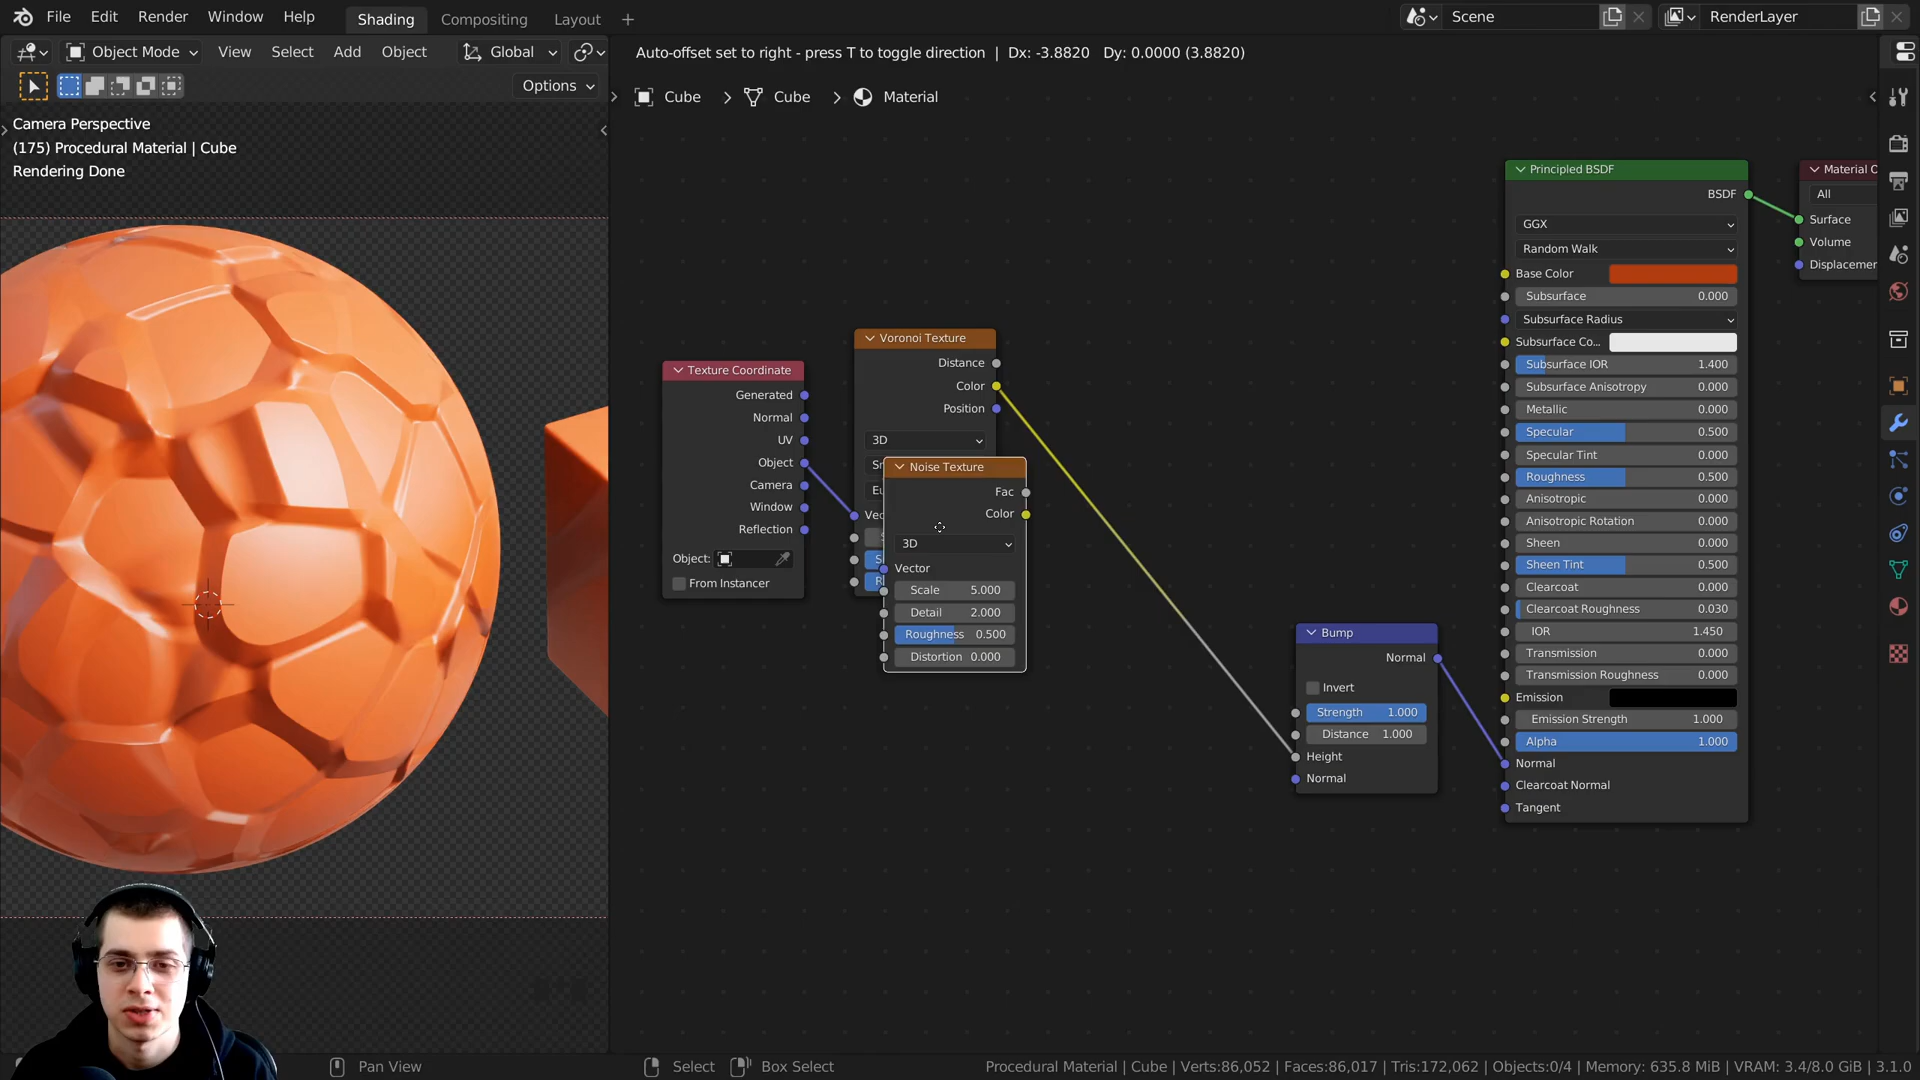 File Edit Render Window Help Shading Compositing Layout + Scene RenderLayer
Object Mode View Select Add Object Global
Auto-offset set to right - press T to toggle direction | Dx: -3.8820 Dy: 0.0000 (3.8820)
Options
Cube > Cube > Material
Camera Perspective
(175) Procedural Material | Cube
Rendering Done
Texture Coordinate
Generated
Normal
UV
Object
Camera
Window
Reflection
Object:
From Instancer
Voronoi Texture
Distance
Color
Position
3D
Noise Texture
Fac
Color
3D
Vector
Scale 5.000
Detail 2.000
Roughness 0.500
Distortion 0.000
Bump
Normal
Invert
Strength 1.000
Distance 1.000
Height
Normal
Principled BSDF
BSDF
GGX
Random Walk
Base Color
Subsurface 0.000
Subsurface Radius
Subsurface Co...
Subsurface IOR 1.400
Subsurface Anisotropy 0.000
Metallic 0.000
Specular 0.500
Specular Tint 0.000
Roughness 0.500
Anisotropic 0.000
Anisotropic Rotation 0.000
Sheen 0.000
Sheen Tint 0.500
Clearcoat 0.000
Clearcoat Roughness 0.030
IOR 1.450
Transmission 0.000
Transmission Roughness 0.000
Emission
Emission Strength 1.000
Alpha 1.000
Normal
Clearcoat Normal
Tangent
Material O
All
Surface
Volume
Displacemer
Pan View Select Box Select Procedural Material | Cube | Verts:86,052 | Faces:86,017 | Tris:172,062 | Objects:0/4 | Memory: 635.8 MiB | VRAM: 3.4/8.0 GiB | 3.1.0